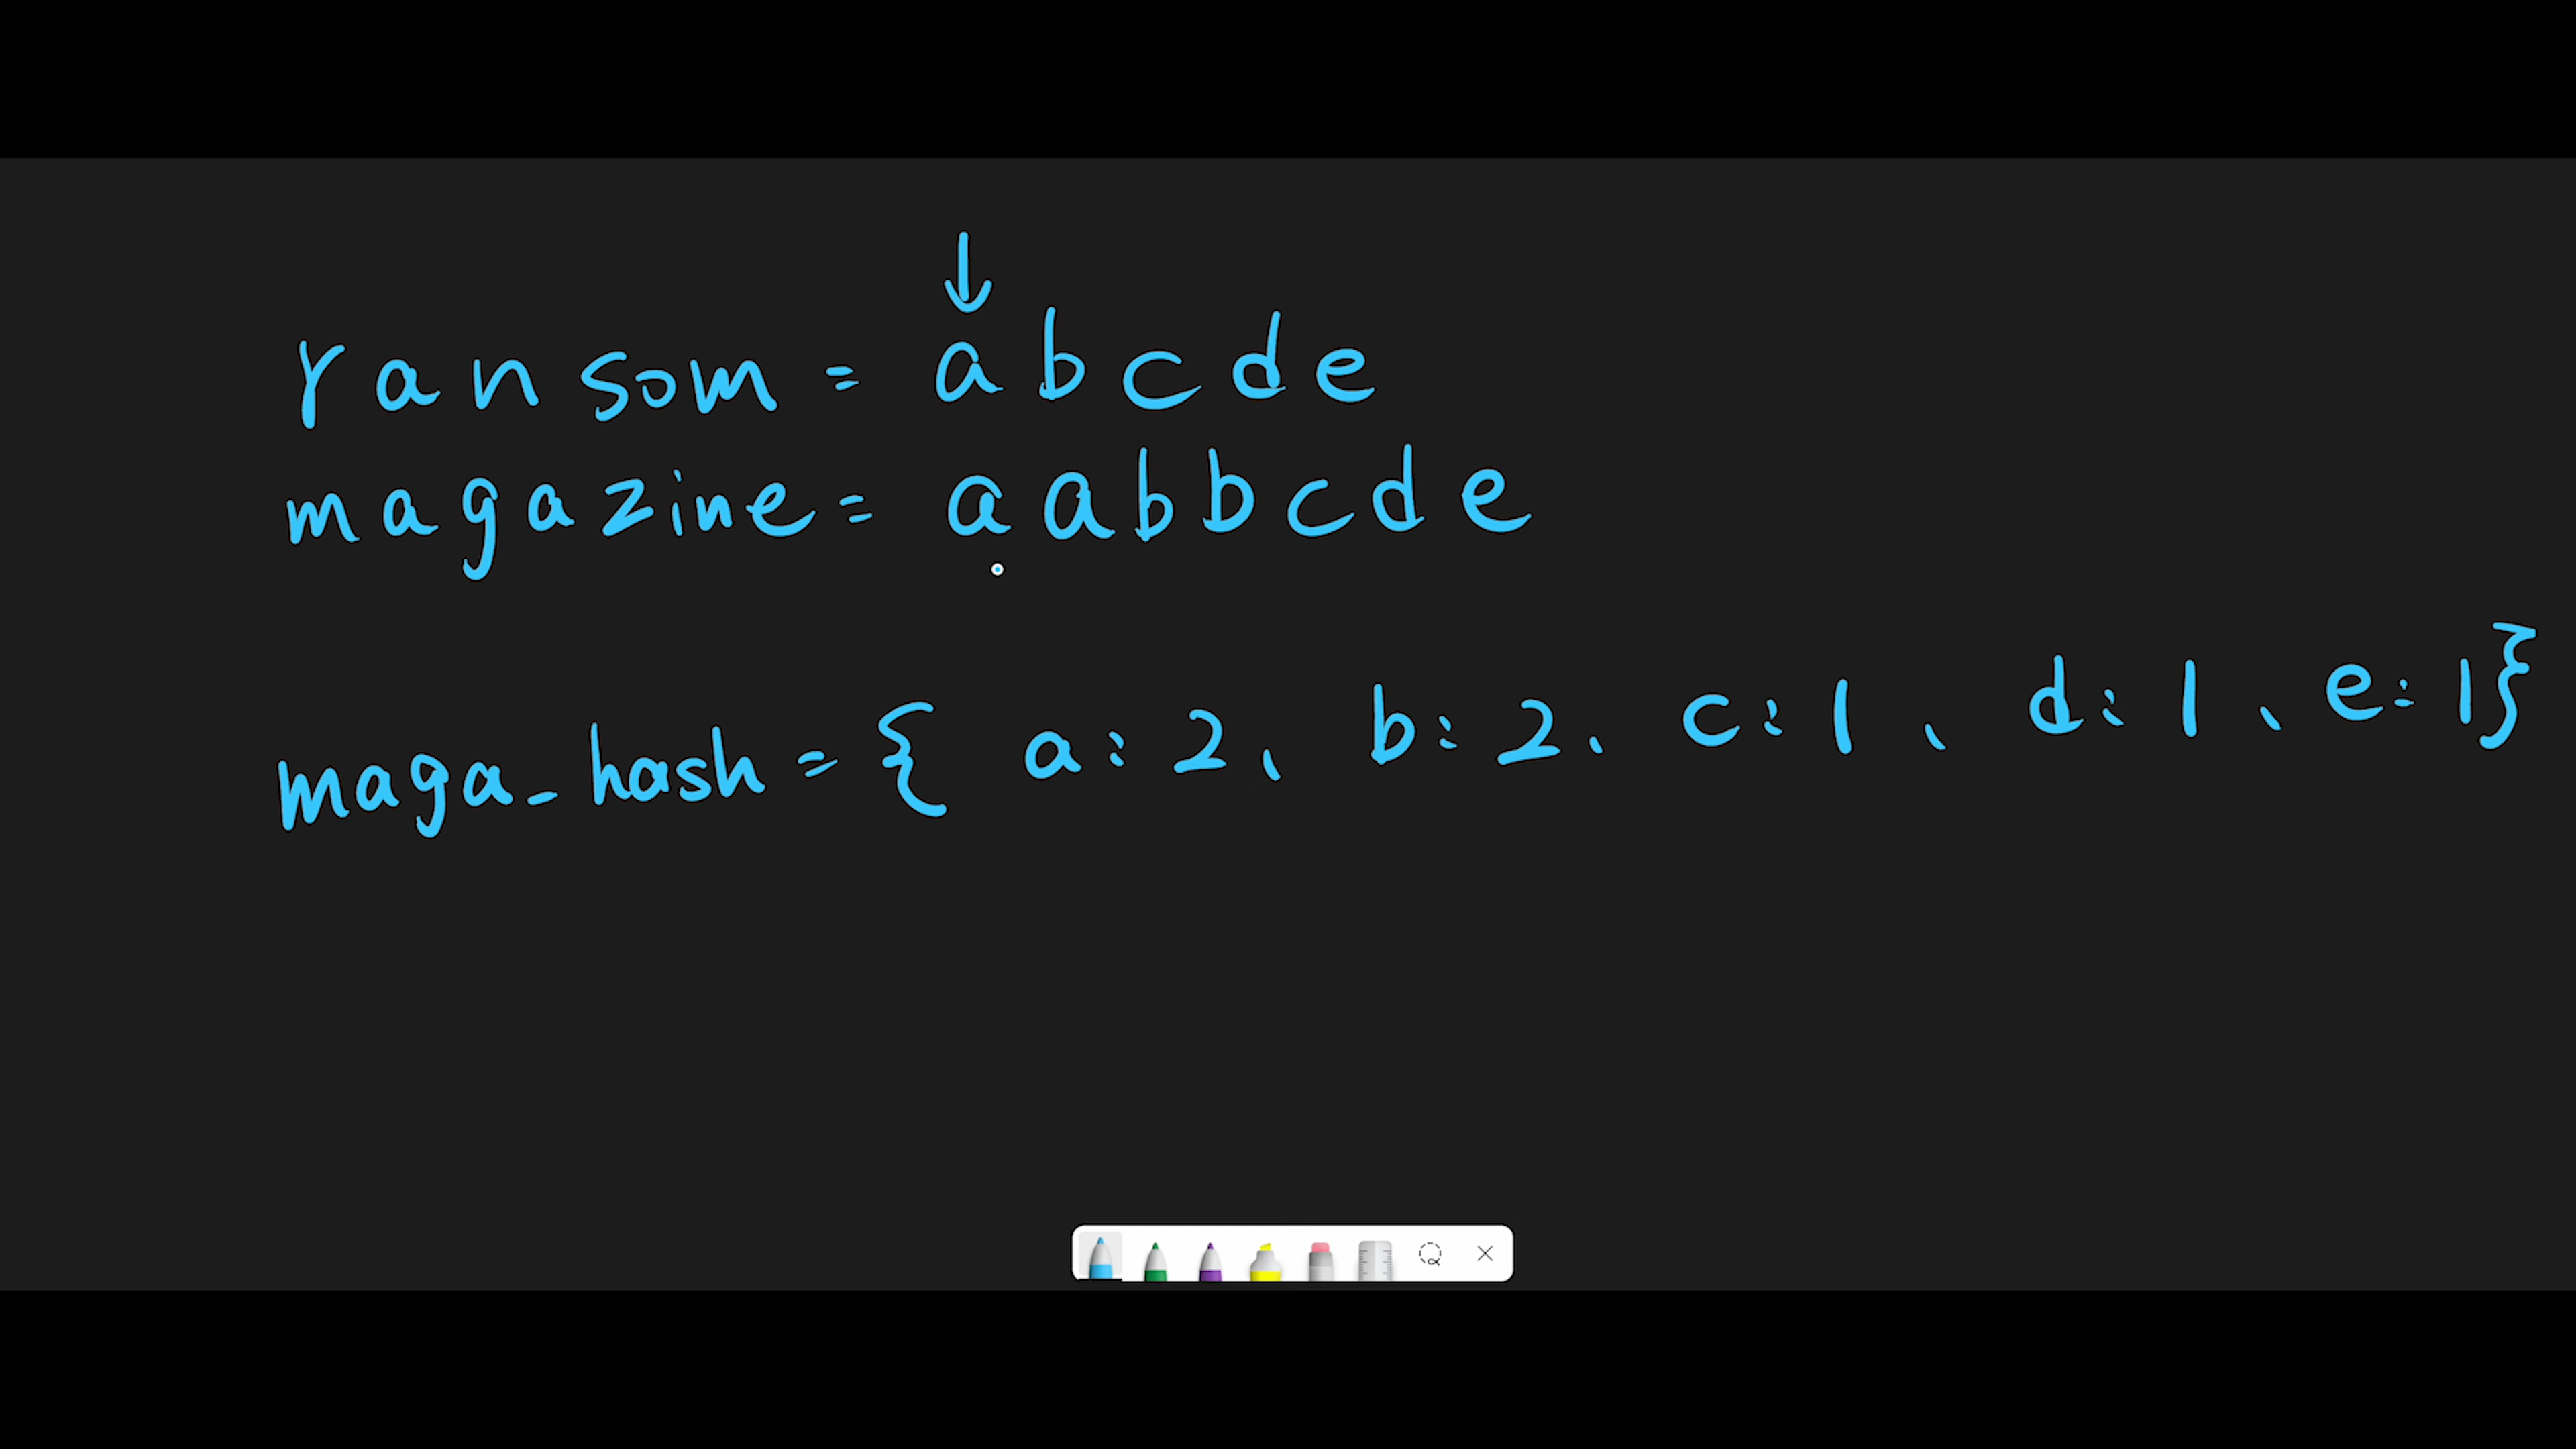 ransom = abcde
magazine = aabbcde
maga_hash = { a:2、 b:2、 c:1、 d:1、e:1}